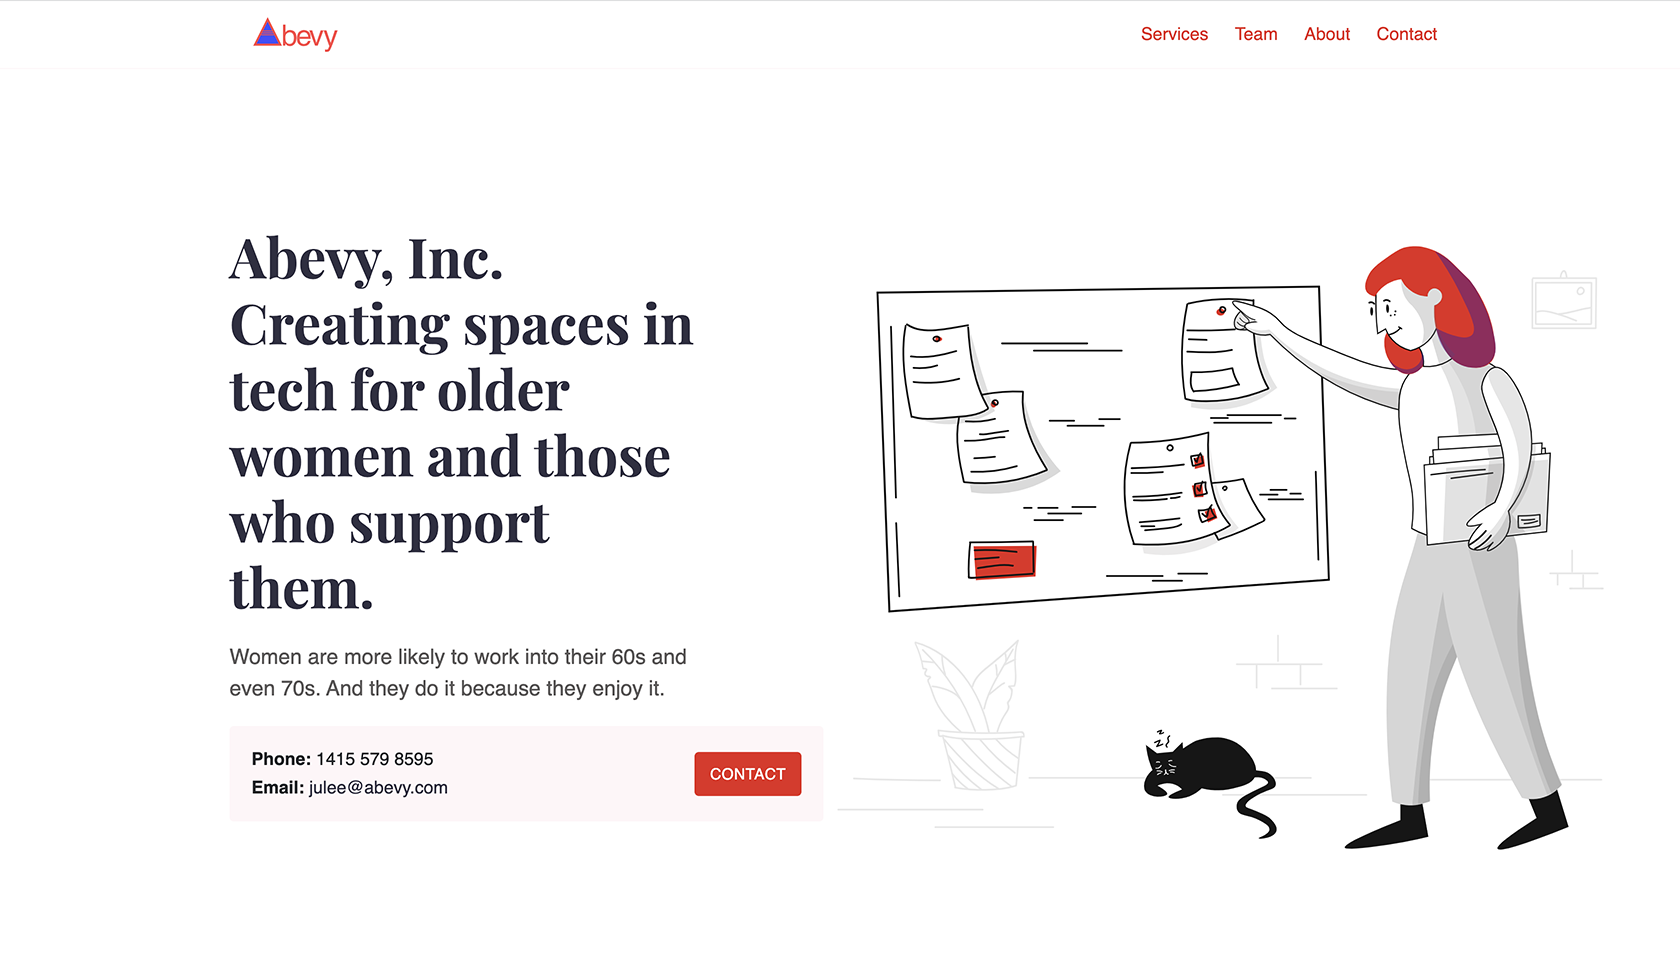 Abevy
Services Team About Contact
Abevy, Inc.
Creating spaces in
tech for older
women and those
who support
them.
Women are more likely to work into their 60s and
even 70s. And they do it because they enjoy it.
Phone: 1415 579 8595
Email: julee@abevy.com
CONTACT
z
z
z